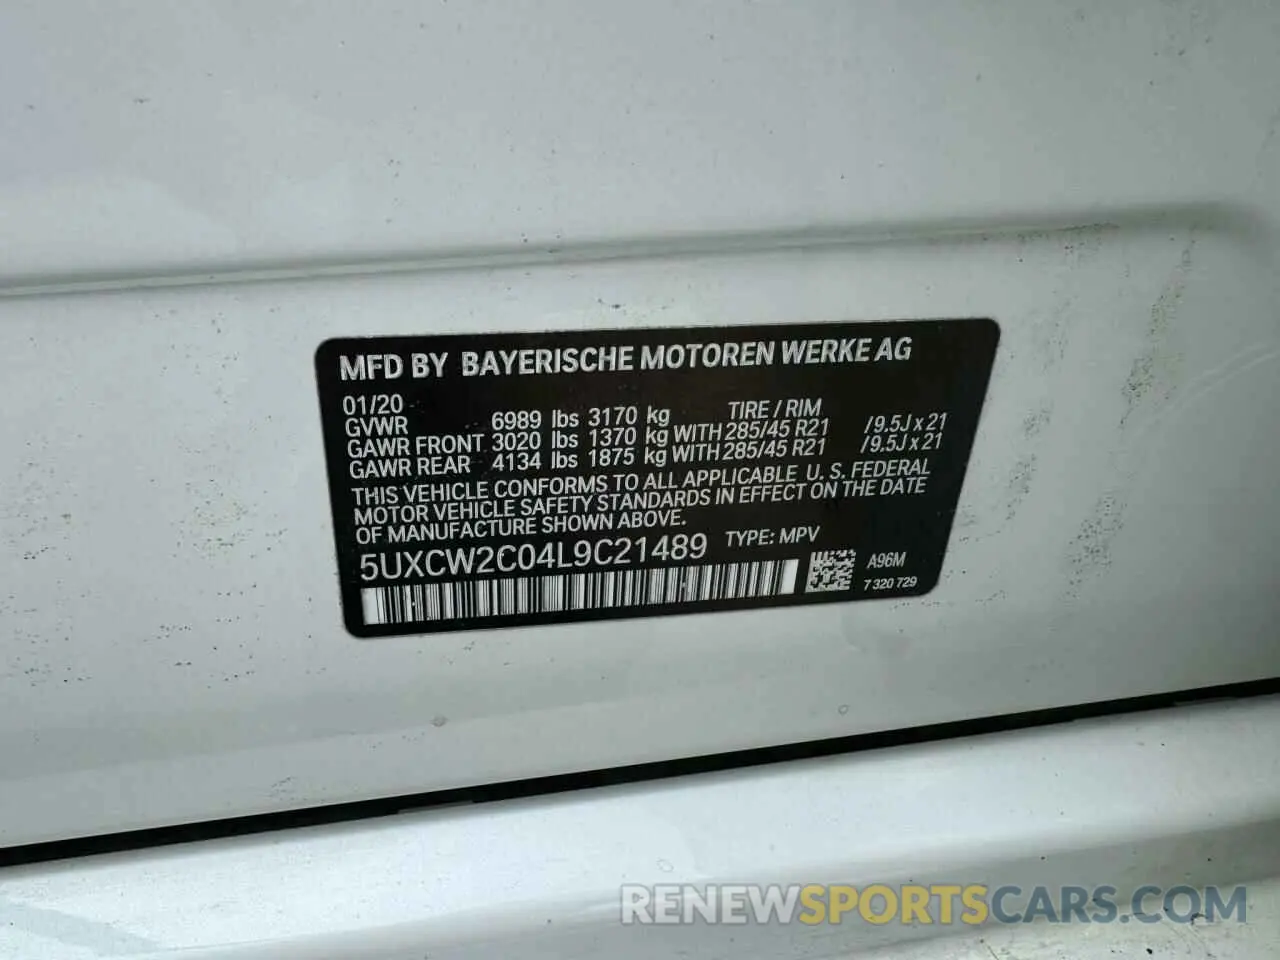 MFD BY BAYERISCHE MOTOREN WERKE AG
01/20 TIRE / RIM
GVWR 6989 lbs 3170 kg
GAWR FRONT 3020 lbs 1370 kg WITH 285/45 R21 / 9.5J x 21
GAWR REAR 4134 lbs 1875 kg WITH 285/45 R21 / 9.5J x 21
THIS VEHICLE CONFORMS TO ALL APPLICABLE U. S. FEDERAL
MOTOR VEHICLE SAFETY STANDARDS IN EFFECT ON THE DATE
OF MANUFACTURE SHOWN ABOVE.
5UXCW2C04L9C21489 TYPE: MPV
A96M
7 320 729
RENEWSPORTSCARS.COM